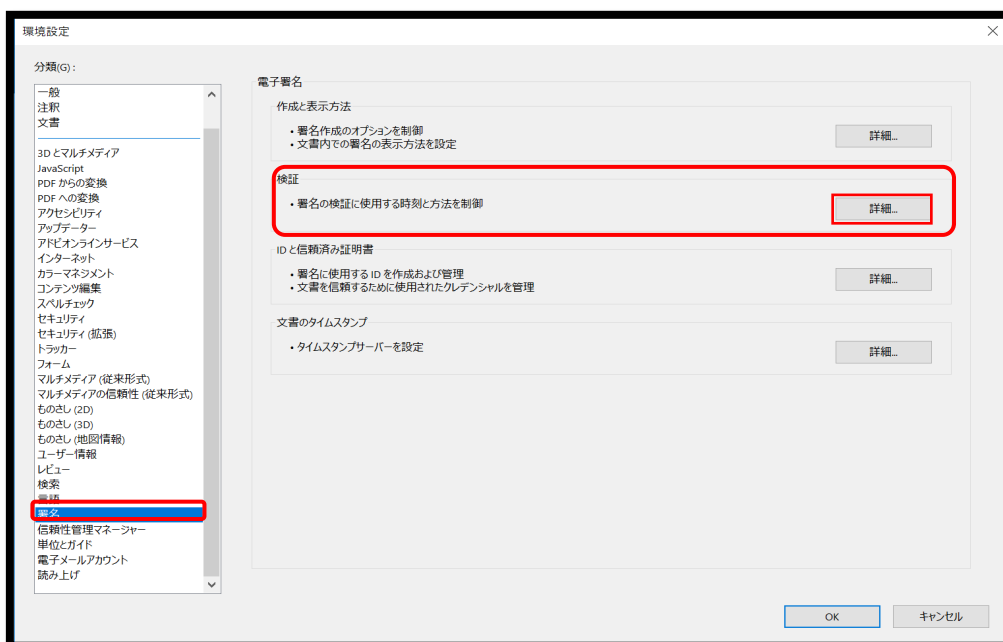 環境設定
分類(G):
一般
注釈
文書
3D とマルチメディア
JavaScript
PDF からの変換
PDF への変換
アクセシビリティ
アップデーター
アドビオンラインサービス
インターネット
カラーマネジメント
コンテンツ編集
スペルチェック
セキュリティ
セキュリティ (拡張)
トラッカー
フォーム
マルチメディア (従来形式)
マルチメディアの信頼性 (従来形式)
ものさし (2D)
ものさし (3D)
ものさし (地図情報)
ユーザー情報
レビュー
検索
言語
署名
信頼性管理マネージャー
単位とガイド
電子メールアカウント
読み上げ
電子署名
作成と表示方法
• 署名作成のオプションを制御
• 文書内での署名の表示方法を設定
詳細...
検証
• 署名の検証に使用する時刻と方法を制御
詳細...
ID と信頼済み証明書
• 署名に使用する ID を作成および管理
• 文書を信頼するために使用されたクレデンシャルを管理
詳細...
文書のタイムスタンプ
• タイムスタンプサーバーを設定
詳細...
OK
キャンセル